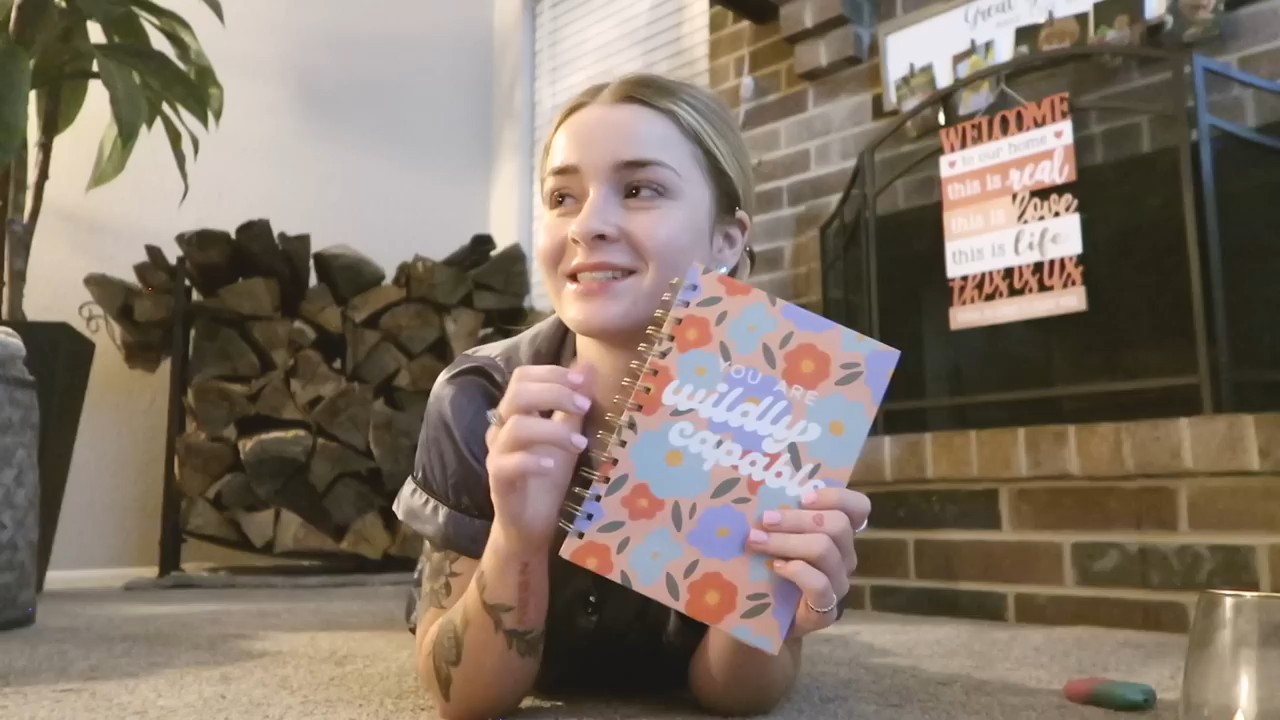 Great
WELCOME
to our home
this is real
this is love
this is life
this is us
YOU ARE
wildly
capable